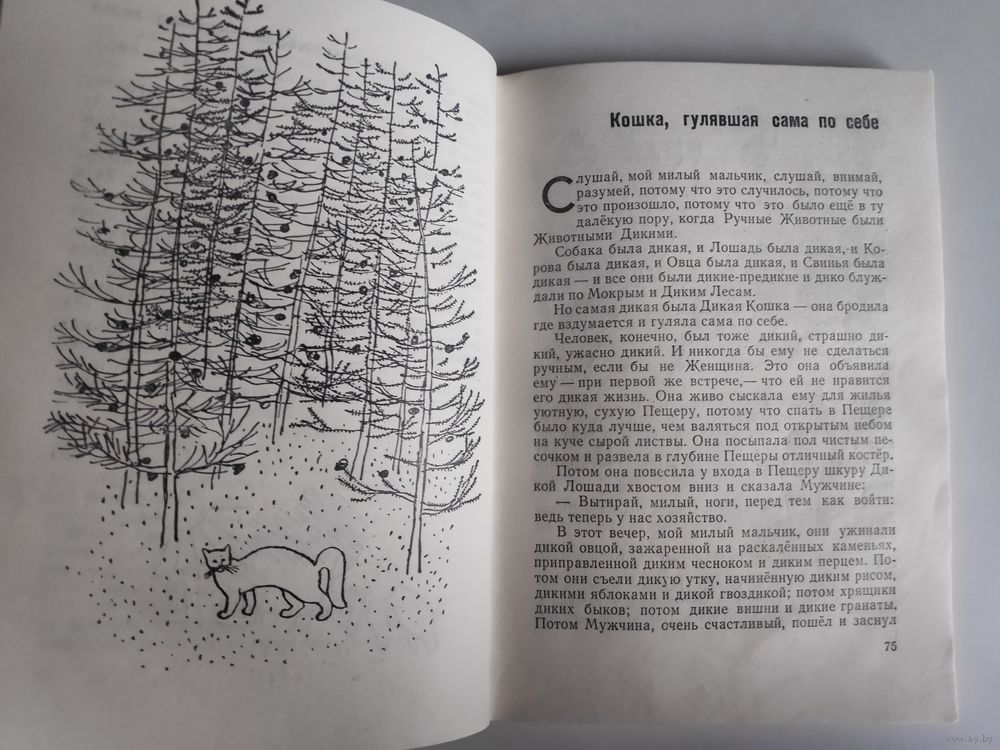 Кошка, гулявшая сама по себе
Слушай, мой милый мальчик, слушай, внимай,
разумей, потому что это случилось, потому что
это произошло, потому что это было ещё в ту
далёкую пору, когда Ручные Животные были
Животными Дикими.
Собака была дикая, и Лошадь была дикая, и Ко-
рова была дикая, и Овца была дикая, и Свинья была
дикая — и все они были дикие-предикие и дико блуж-
дали по Мокрым и Диким Лесам.
Но самая дикая была Дикая Кошка — она бродила
где вздумается и гуляла сама по себе.
Человек, конечно, был тоже дикий, страшно ди-
кий, ужасно дикий. И никогда бы ему не сделаться
ручным, если бы не Женщина. Это она объявила
ему — при первой же встрече,— что ей не нравится
его дикая жизнь. Она живо сыскала ему для жилья
уютную, сухую Пещеру, потому что спать в Пещере
было куда лучше, чем валяться под открытым небом
на куче сырой листвы. Она посыпала пол чистым пе-
сочком и развела в глубине Пещеры отличный костёр.
Потом она повесила у входа в Пещеру шкуру Ди-
кой Лошади хвостом вниз и сказала Мужчине:
— Вытирай, милый, ноги, перед тем как войти:
ведь теперь у нас хозяйство.
В этот вечер, мой милый мальчик, они ужинали
дикой овцой, зажаренной на раскалённых каменьях,
приправленной диким чесноком и диким перцем. По-
том они съели дикую утку, начинённую диким рисом,
дикими яблоками и дикой гвоздикой; потом хрящики
диких быков; потом дикие вишни и дикие гранаты.
Потом Мужчина, очень счастливый, пошёл и заснул
75
www.ay.by